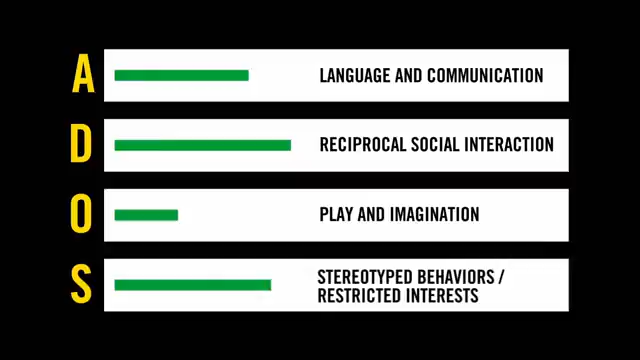 A LANGUAGE AND COMMUNICATION
D RECIPROCAL SOCIAL INTERACTION
O PLAY AND IMAGINATION
S STEREOTYPED BEHAVIORS /
RESTRICTED INTERESTS